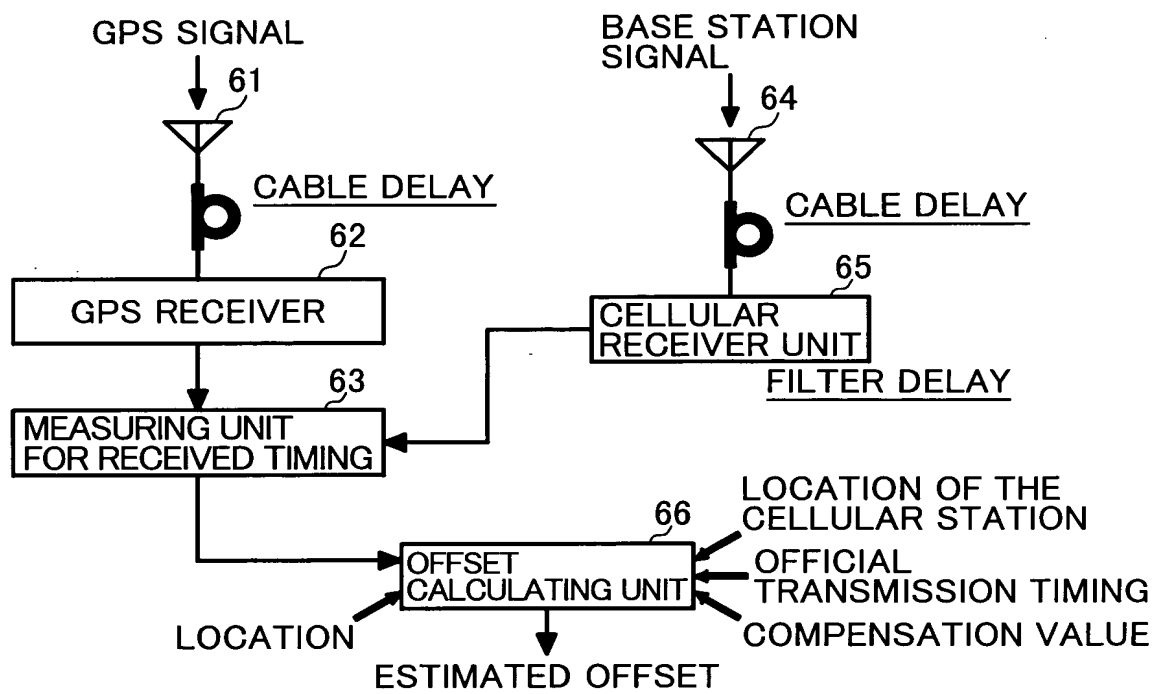 GPS SIGNAL
61
CABLE DELAY
62
GPS RECEIVER
63
MEASURING UNIT
FOR RECEIVED TIMING
BASE STATION
SIGNAL
64
CABLE DELAY
65
CELLULAR
RECEIVER UNIT
FILTER DELAY
66
OFFSET
CALCULATING UNIT
LOCATION OF THE
CELLULAR STATION
OFFICIAL
TRANSMISSION TIMING
COMPENSATION VALUE
LOCATION
ESTIMATED OFFSET